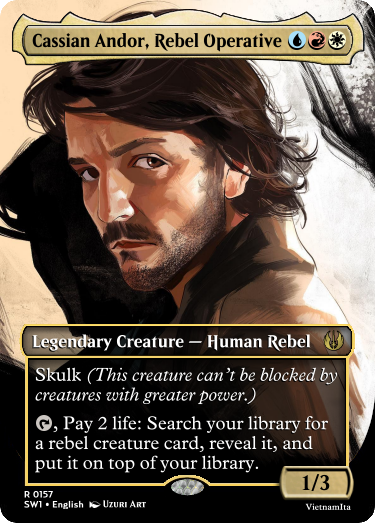 Cassian Andor, Rebel Operative
Legendary Creature — Human Rebel
Skulk (This creature can't be blocked by
creatures with greater power.)
, Pay 2 life: Search your library for
a rebel creature card, reveal it, and
put it on top of your library.
1/3
R 0157
SW1 • English Uzuri Art
VietnamIta